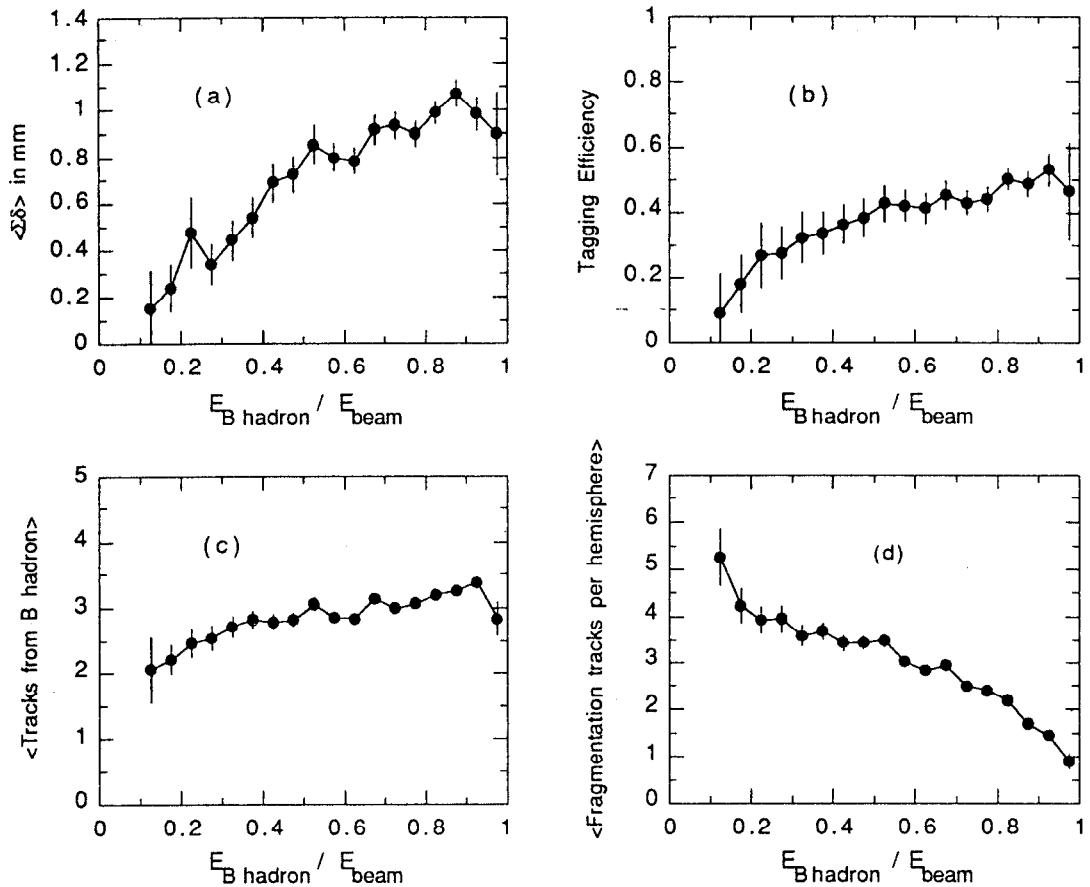 1.4
1.2
1
0.8
0.6
0.4
0.2
0
<Σδ> in mm
(a)
0 0.2 0.4 0.6 0.8 1
E_B hadron / E_beam
1
0.8
0.6
0.4
0.2
0
Tagging Efficiency
(b)
0 0.2 0.4 0.6 0.8 1
E_B hadron / E_beam
5
4
3
2
1
0
<Tracks from B hadron>
(c)
0 0.2 0.4 0.6 0.8 1
E_B hadron / E_beam
7
6
5
4
3
2
1
0
<Fragmentation tracks per hemisphere>
(d)
0 0.2 0.4 0.6 0.8 1
E_B hadron / E_beam